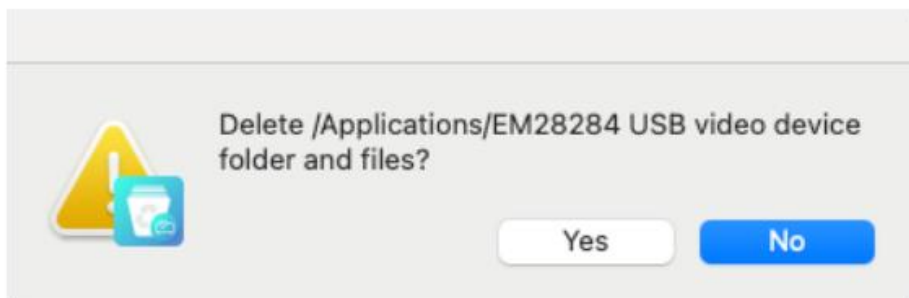 Delete /Applications/EM28284 USB video device
folder and files?
Yes
No